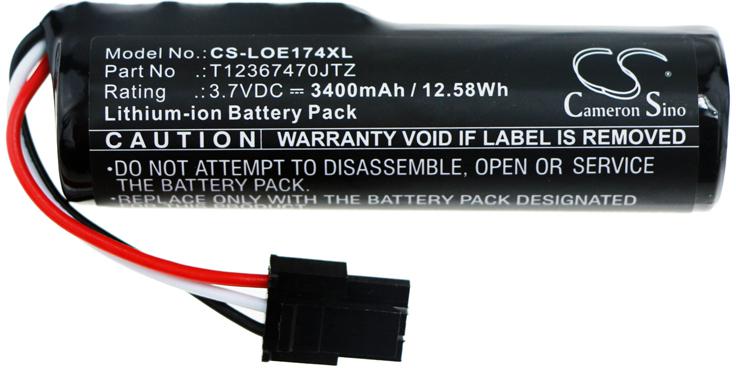 Model No.: CS-LOE174XL
Part No :T12367470JTZ
Rating :3.7VDC ⎓ 3400mAh / 12.58Wh
Lithium-ion Battery Pack
CS
Cameron Sino
CAUTION WARRANTY VOID IF LABEL IS REMOVED
•DO NOT ATTEMPT TO DISASSEMBLE, OPEN OR SERVICE
THE BATTERY PACK.
•REPLACE ONLY WITH THE BATTERY PACK DESIGNATED